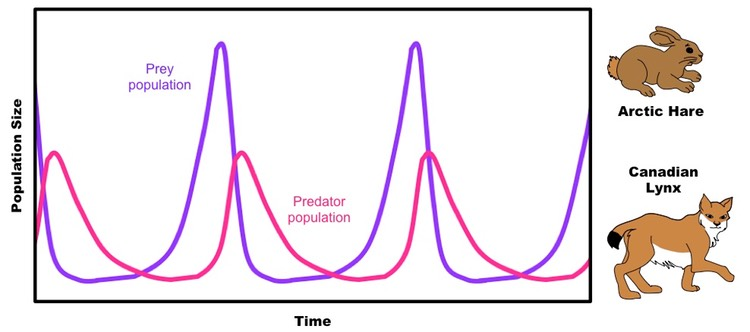 Prey
population
Population Size
Predator
population
Time
Arctic Hare
Canadian
Lynx